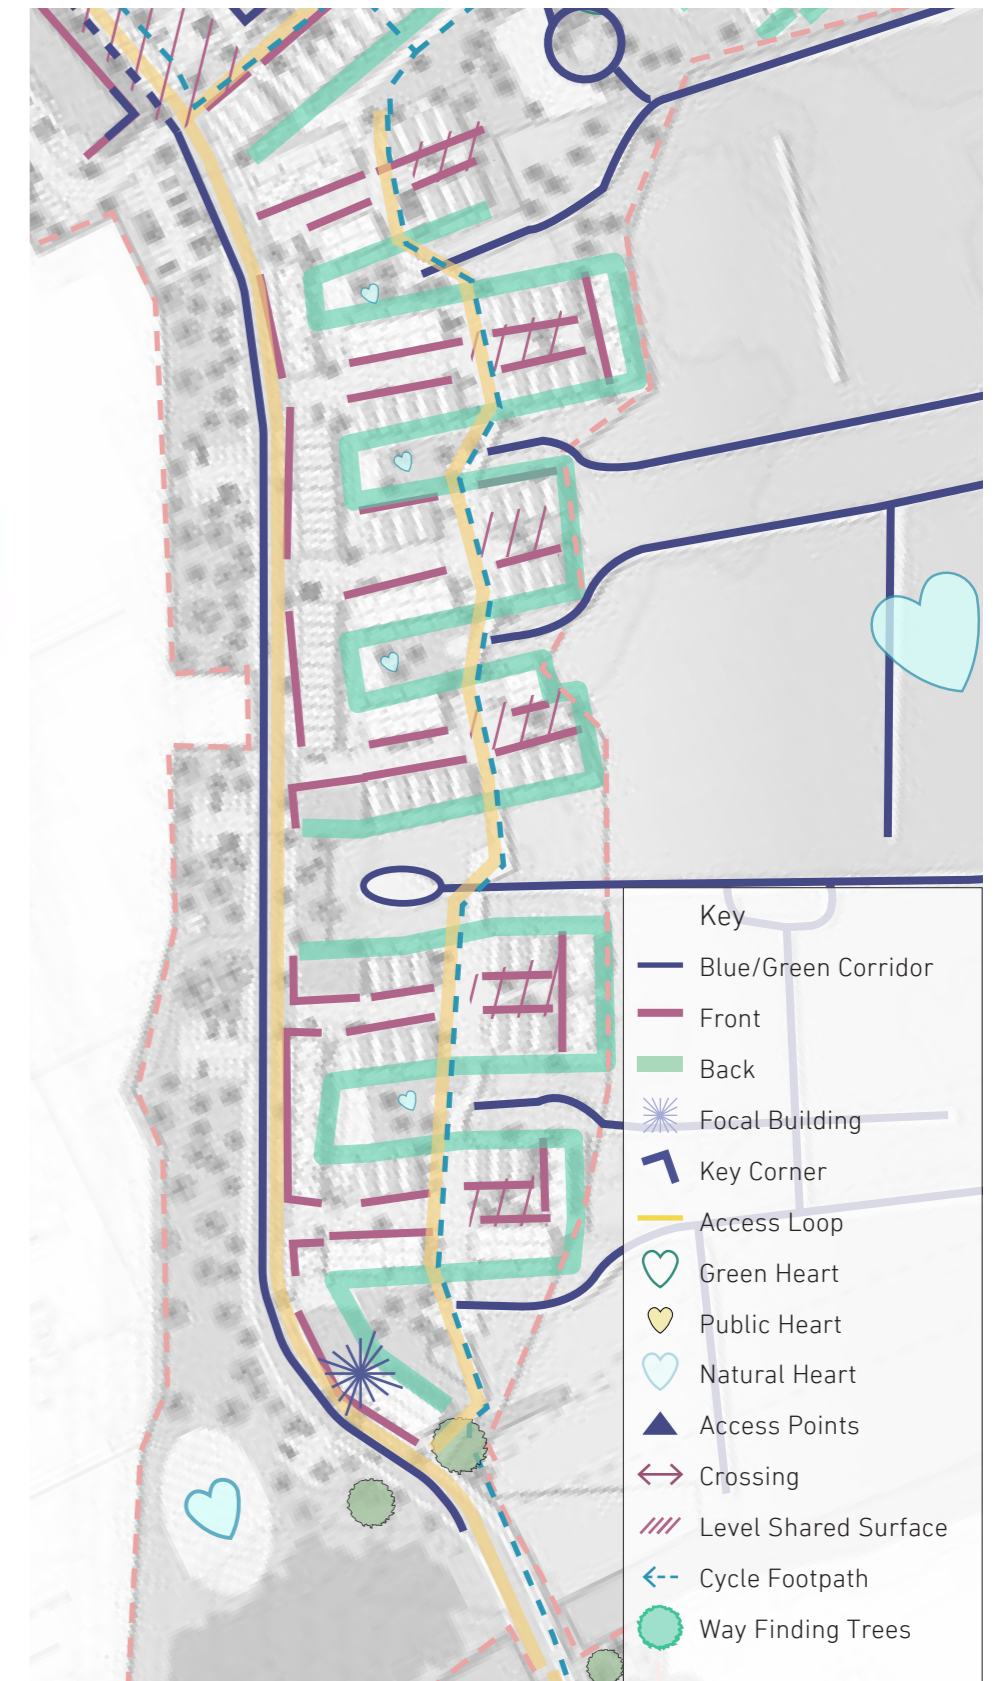 Key
Blue/Green Corridor
Front
Back
Focal Building
Key Corner
Access Loop
Green Heart
Public Heart
Natural Heart
Access Points
Crossing
Level Shared Surface
Cycle Footpath
Way Finding Trees